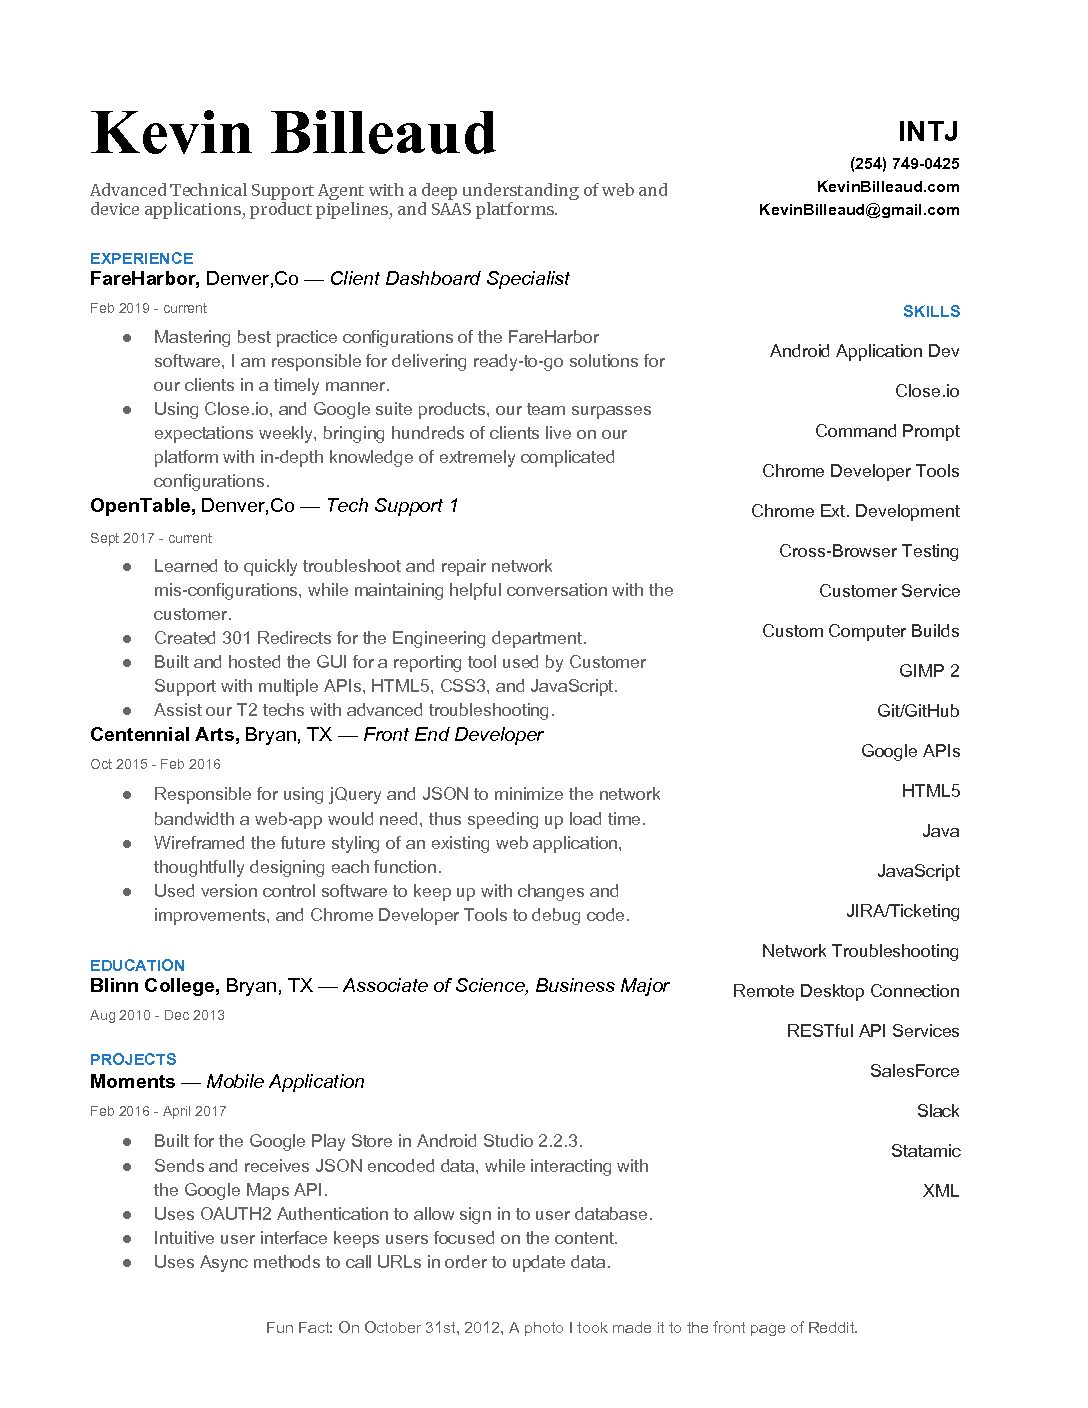 Kevin Billeaud
Advanced Technical Support Agent with a deep understanding of web and
device applications, product pipelines, and SAAS platforms.
INTJ
(254) 749-0425
KevinBilleaud.com
KevinBilleaud@gmail.com
EXPERIENCE
FareHarbor, Denver,Co — Client Dashboard Specialist
Feb 2019 - current
● Mastering best practice configurations of the FareHarbor
software, I am responsible for delivering ready-to-go solutions for
our clients in a timely manner.
● Using Close.io, and Google suite products, our team surpasses
expectations weekly, bringing hundreds of clients live on our
platform with in-depth knowledge of extremely complicated
configurations.
OpenTable, Denver,Co — Tech Support 1
Sept 2017 - current
● Learned to quickly troubleshoot and repair network
mis-configurations, while maintaining helpful conversation with the
customer.
● Created 301 Redirects for the Engineering department.
● Built and hosted the GUI for a reporting tool used by Customer
Support with multiple APIs, HTML5, CSS3, and JavaScript.
● Assist our T2 techs with advanced troubleshooting.
Centennial Arts, Bryan, TX — Front End Developer
Oct 2015 - Feb 2016
● Responsible for using jQuery and JSON to minimize the network
bandwidth a web-app would need, thus speeding up load time.
● Wireframed the future styling of an existing web application,
thoughtfully designing each function.
● Used version control software to keep up with changes and
improvements, and Chrome Developer Tools to debug code.
EDUCATION
Blinn College, Bryan, TX — Associate of Science, Business Major
Aug 2010 - Dec 2013
PROJECTS
Moments — Mobile Application
Feb 2016 - April 2017
● Built for the Google Play Store in Android Studio 2.2.3.
● Sends and receives JSON encoded data, while interacting with
the Google Maps API.
● Uses OAUTH2 Authentication to allow sign in to user database.
● Intuitive user interface keeps users focused on the content.
● Uses Async methods to call URLs in order to update data.
SKILLS
Android Application Dev
Close.io
Command Prompt
Chrome Developer Tools
Chrome Ext. Development
Cross-Browser Testing
Customer Service
Custom Computer Builds
GIMP 2
Git/GitHub
Google APIs
HTML5
Java
JavaScript
JIRA/Ticketing
Network Troubleshooting
Remote Desktop Connection
RESTful API Services
SalesForce
Slack
Statamic
XML
Fun Fact: On October 31st, 2012, A photo I took made it to the front page of Reddit.